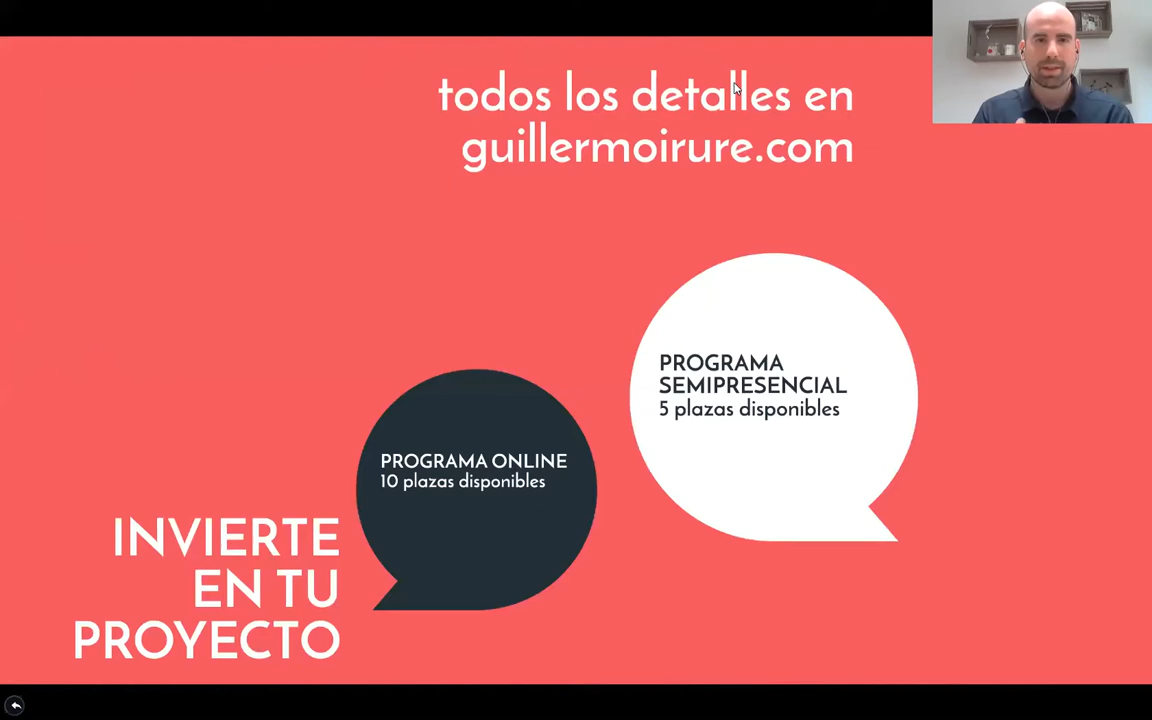 todos los detalles en
guillermoirure.com
PROGRAMA
SEMIPRESENCIAL
5 plazas disponibles
PROGRAMA ONLINE
10 plazas disponibles
INVIERTE
EN TU
PROYECTO